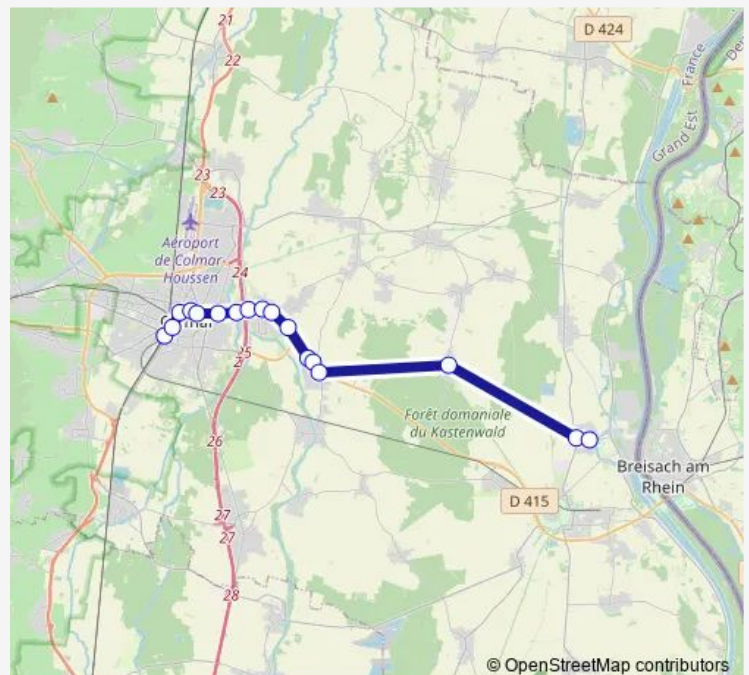 21
D 424
22
France
Grand Est
23
23
Aéroport
de Colmar
Houssen
24
25
Forêt domaniale
du Kastenwald
26
Breisach am
Rhein
D 415
27
27
28
© OpenStreetMap contributors